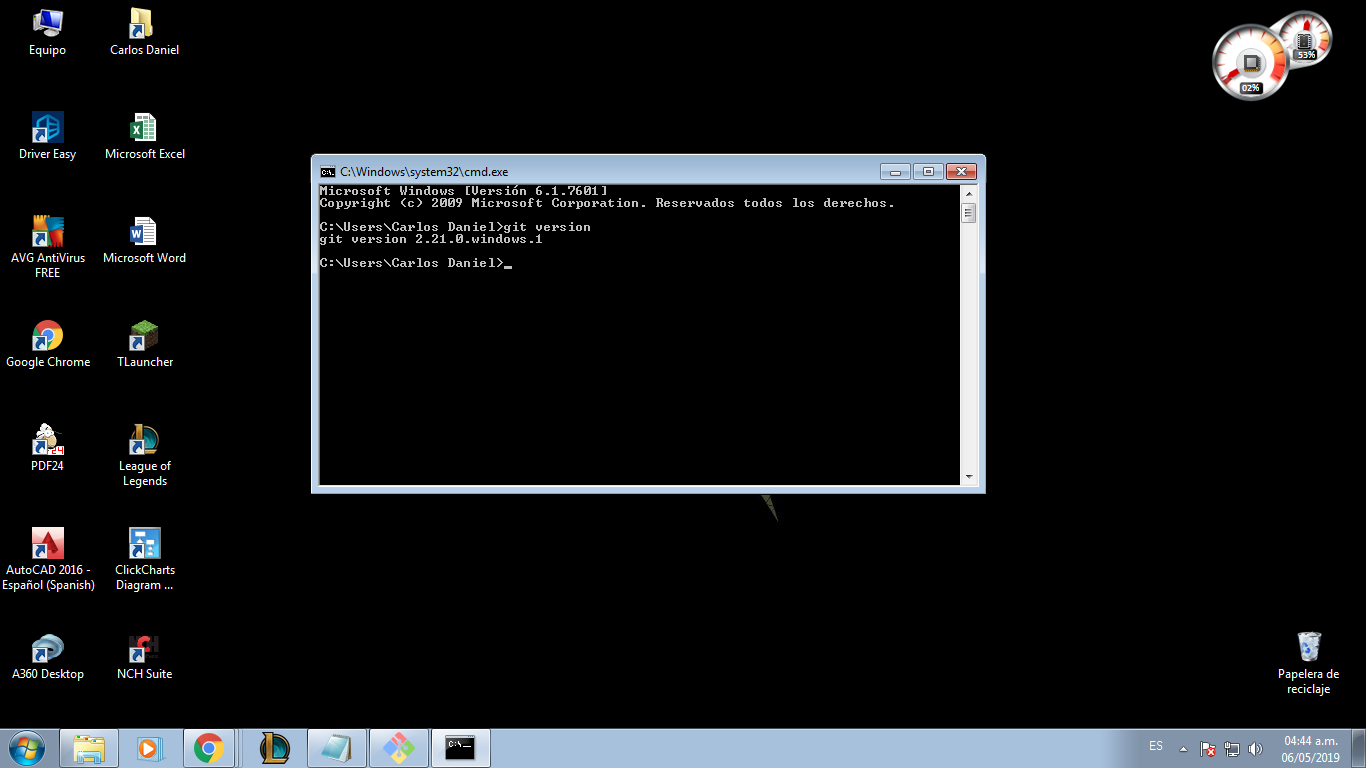 Equipo
Carlos Daniel
53%
02%
Driver Easy
Microsoft Excel
C:\Windows\system32\cmd.exe
Microsoft Windows [Versión 6.1.7601]
Copyright (c) 2009 Microsoft Corporation. Reservados todos los derechos.
C:\Users\Carlos Daniel>git version
git version 2.21.0.windows.1
C:\Users\Carlos Daniel>_
AVG AntiVirus
FREE
Microsoft Word
Google Chrome
TLauncher
PDF24
League of
Legends
AutoCAD 2016 -
Español (Spanish)
ClickCharts
Diagram ...
A360 Desktop
NCH Suite
Papelera de
reciclaje
ES
04:44 a.m.
06/05/2019